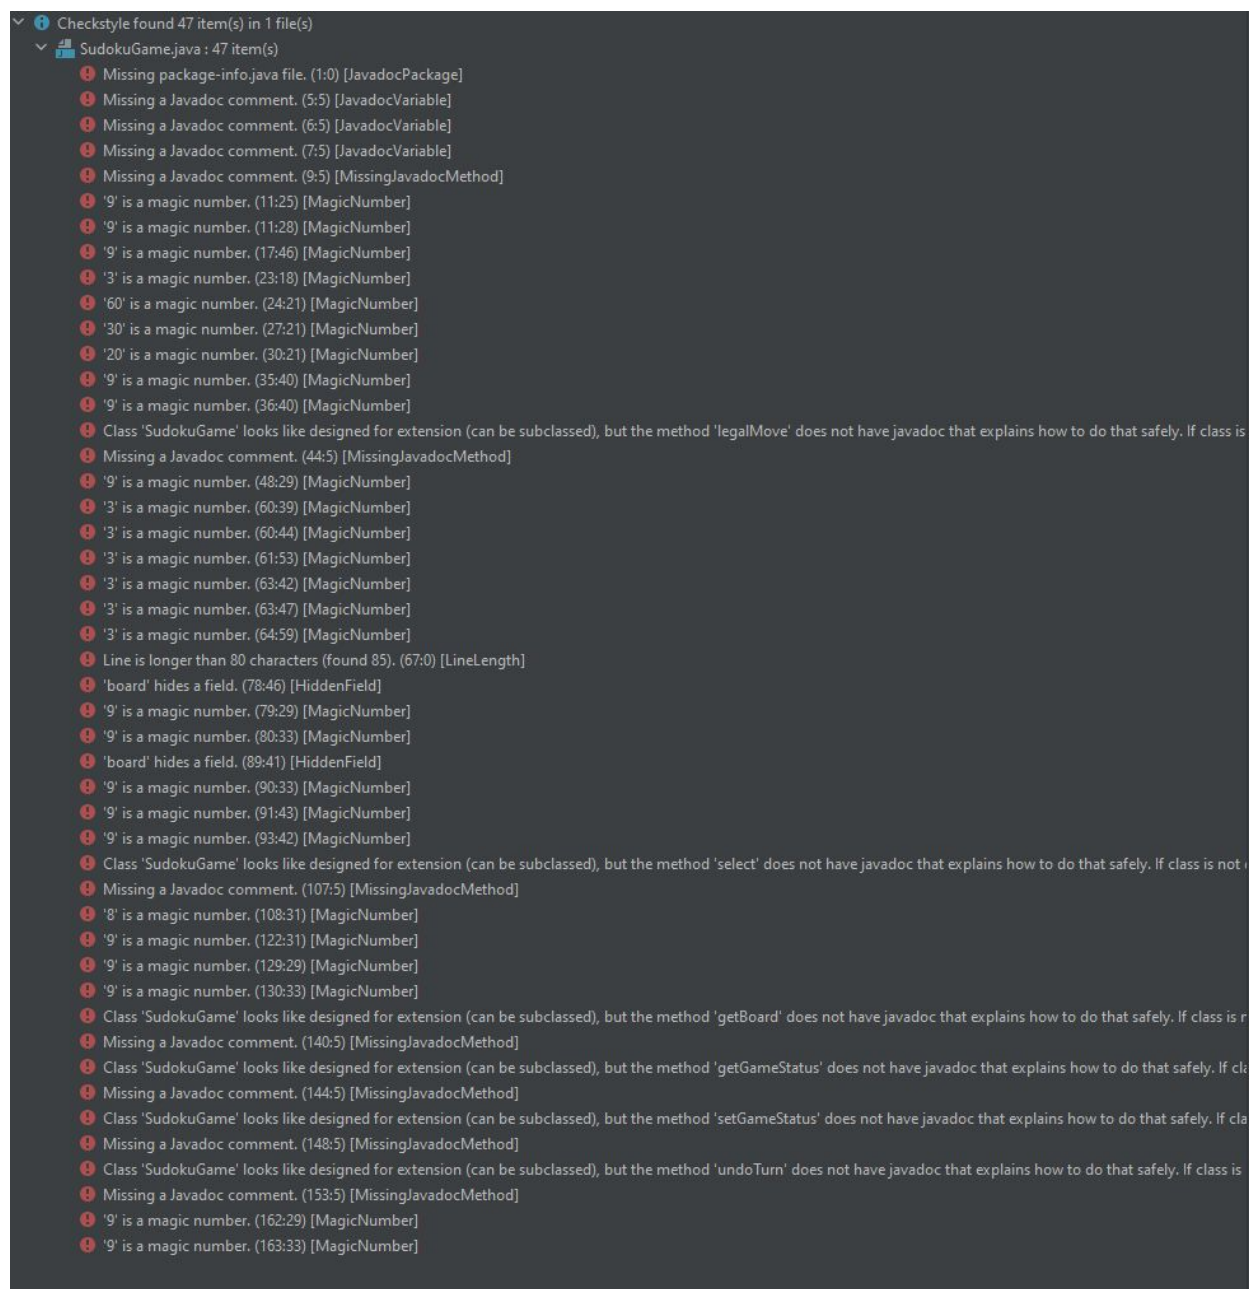 Checkstyle found 47 item(s) in 1 file(s)
SudokuGame.java : 47 item(s)
Missing package-info.java file. (1:0) [JavadocPackage]
Missing a Javadoc comment. (5:5) [JavadocVariable]
Missing a Javadoc comment. (6:5) [JavadocVariable]
Missing a Javadoc comment. (7:5) [JavadocVariable]
Missing a Javadoc comment. (9:5) [MissingJavadocMethod]
'9' is a magic number. (11:25) [MagicNumber]
'9' is a magic number. (11:28) [MagicNumber]
'9' is a magic number. (17:46) [MagicNumber]
'3' is a magic number. (23:18) [MagicNumber]
'60' is a magic number. (24:21) [MagicNumber]
'30' is a magic number. (27:21) [MagicNumber]
'20' is a magic number. (30:21) [MagicNumber]
'9' is a magic number. (35:40) [MagicNumber]
'9' is a magic number. (36:40) [MagicNumber]
Class 'SudokuGame' looks like designed for extension (can be subclassed), but the method 'legalMove' does not have javadoc that explains how to do that safely. If class is
Missing a Javadoc comment. (44:5) [MissingJavadocMethod]
'9' is a magic number. (48:29) [MagicNumber]
'3' is a magic number. (60:39) [MagicNumber]
'3' is a magic number. (60:44) [MagicNumber]
'3' is a magic number. (61:53) [MagicNumber]
'3' is a magic number. (63:42) [MagicNumber]
'3' is a magic number. (63:47) [MagicNumber]
'3' is a magic number. (64:59) [MagicNumber]
Line is longer than 80 characters (found 85). (67:0) [LineLength]
'board' hides a field. (78:46) [HiddenField]
'9' is a magic number. (79:29) [MagicNumber]
'9' is a magic number. (80:33) [MagicNumber]
'board' hides a field. (89:41) [HiddenField]
'9' is a magic number. (90:33) [MagicNumber]
'9' is a magic number. (91:43) [MagicNumber]
'9' is a magic number. (93:42) [MagicNumber]
Class 'SudokuGame' looks like designed for extension (can be subclassed), but the method 'select' does not have javadoc that explains how to do that safely. If class is not
Missing a Javadoc comment. (107:5) [MissingJavadocMethod]
'8' is a magic number. (108:31) [MagicNumber]
'9' is a magic number. (122:31) [MagicNumber]
'9' is a magic number. (129:29) [MagicNumber]
'9' is a magic number. (130:33) [MagicNumber]
Class 'SudokuGame' looks like designed for extension (can be subclassed), but the method 'getBoard' does not have javadoc that explains how to do that safely. If class is
Missing a Javadoc comment. (140:5) [MissingJavadocMethod]
Class 'SudokuGame' looks like designed for extension (can be subclassed), but the method 'getGameStatus' does not have javadoc that explains how to do that safely. If
Missing a Javadoc comment. (144:5) [MissingJavadocMethod]
Class 'SudokuGame' looks like designed for extension (can be subclassed), but the method 'setGameStatus' does not have javadoc that explains how to do that safely. If
Missing a Javadoc comment. (148:5) [MissingJavadocMethod]
Class 'SudokuGame' looks like designed for extension (can be subclassed), but the method 'undoTurn' does not have javadoc that explains how to do that safely. If class is
Missing a Javadoc comment. (153:5) [MissingJavadocMethod]
'9' is a magic number. (162:29) [MagicNumber]
'9' is a magic number. (163:33) [MagicNumber]